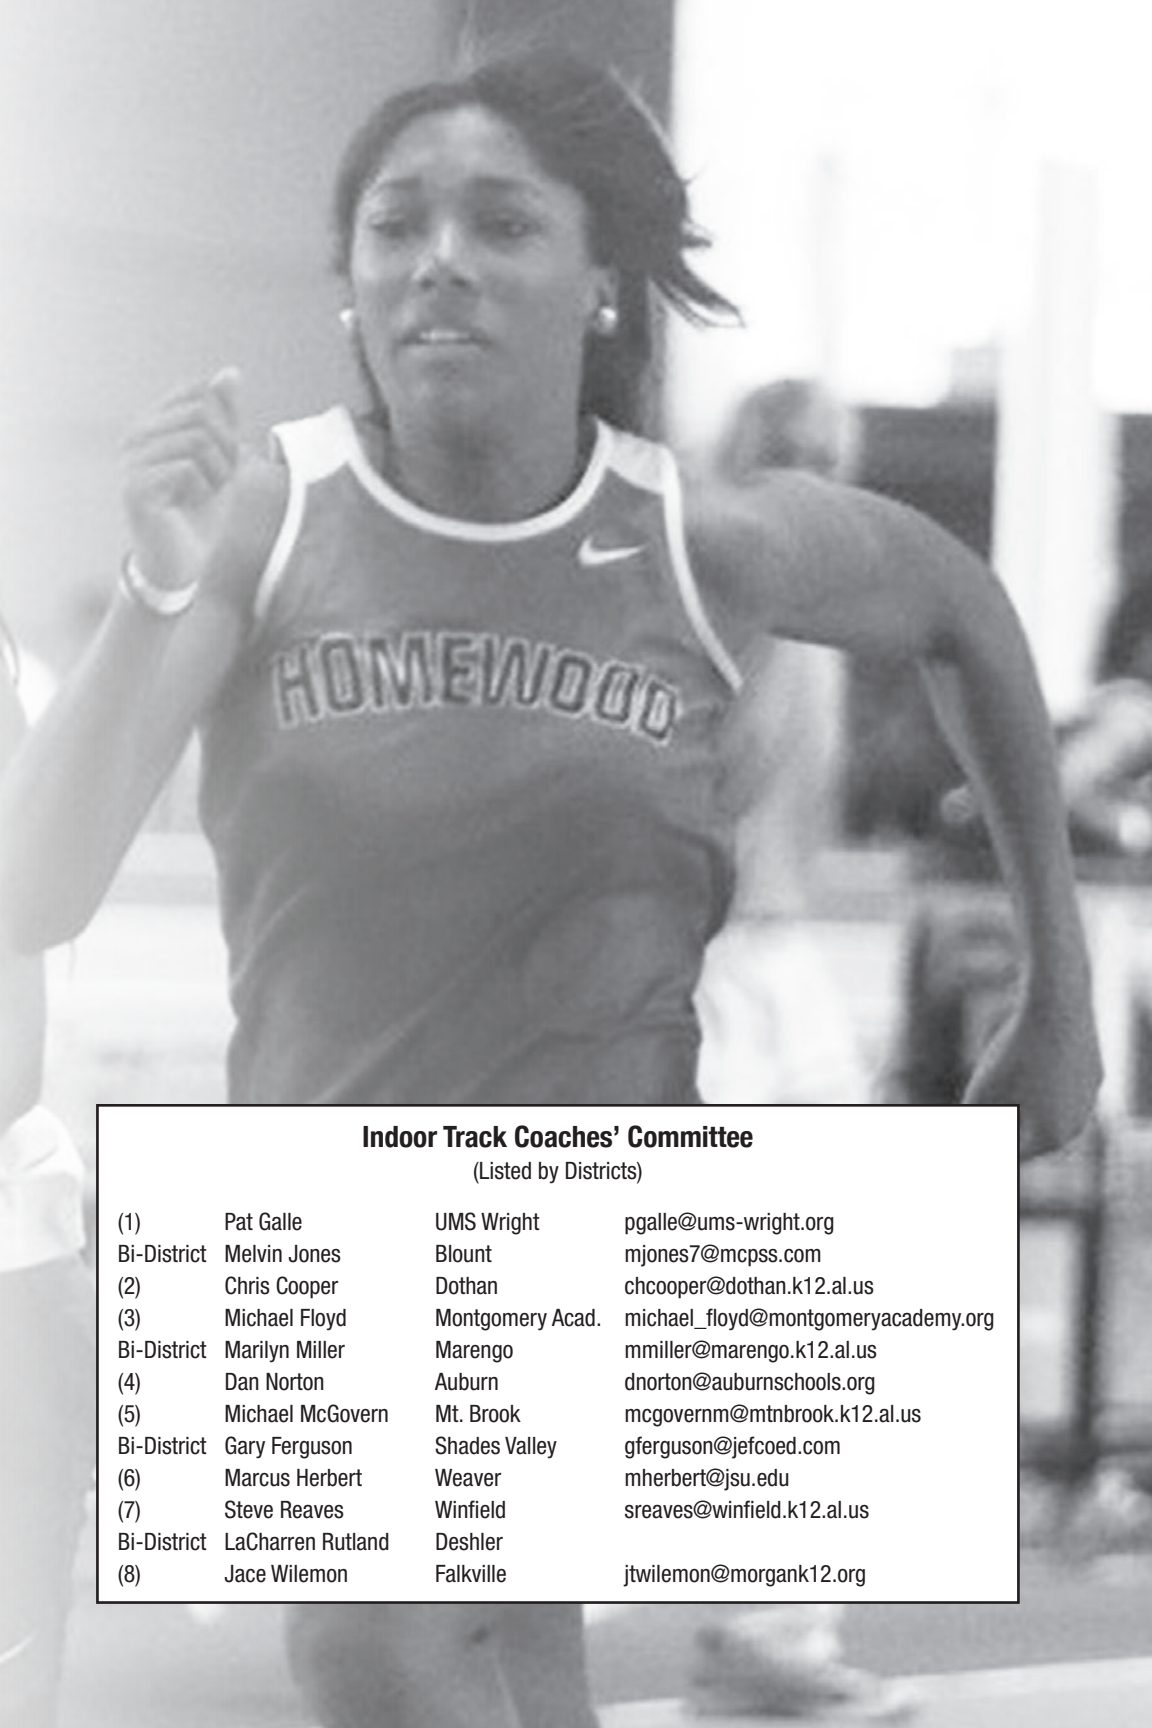 HOMEWOOD
Indoor Track Coaches’ Committee
(Listed by Districts)
(1) Pat Galle UMS Wright pgalle@ums-wright.org
Bi-District Melvin Jones Blount mjones7@mcpss.com
(2) Chris Cooper Dothan chcooper@dothan.k12.al.us
(3) Michael Floyd Montgomery Acad. michael_floyd@montgomeryacademy.org
Bi-District Marilyn Miller Marengo mmiller@marengo.k12.al.us
(4) Dan Norton Auburn dnorton@auburnschools.org
(5) Michael McGovern Mt. Brook mcgovernm@mtnbrook.k12.al.us
Bi-District Gary Ferguson Shades Valley gferguson@jefcoed.com
(6) Marcus Herbert Weaver mherbert@jsu.edu
(7) Steve Reaves Winfield sreaves@winfield.k12.al.us
Bi-District LaCharren Rutland Deshler
(8) Jace Wilemon Falkville jtwilemon@morgank12.org